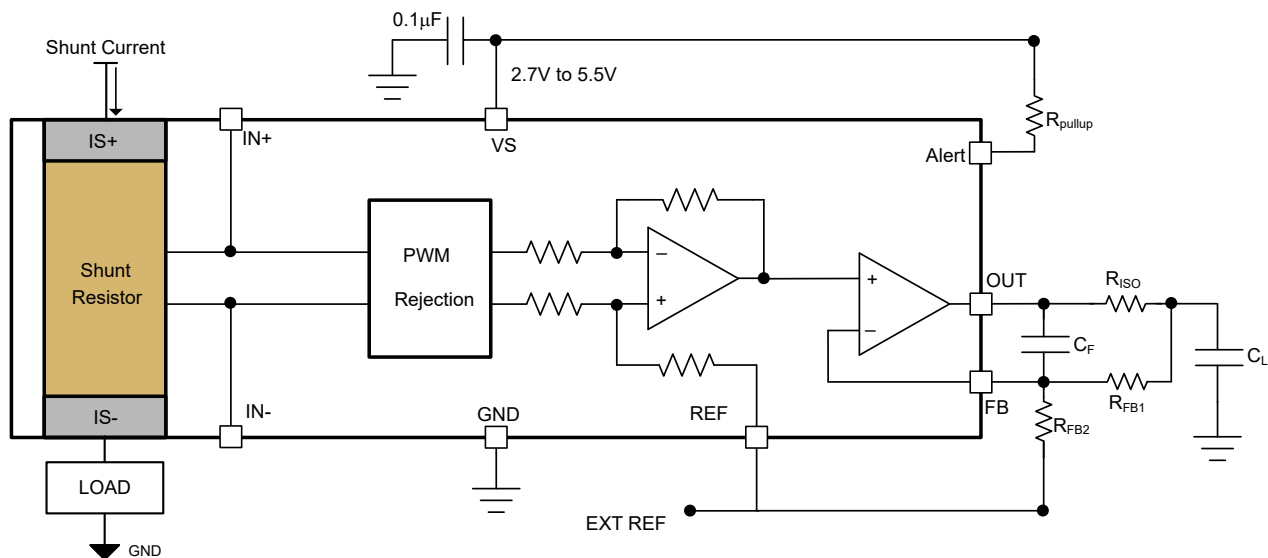 0.1μF
Shunt Current
2.7V to 5.5V
Rpullup
IS+
IN+
VS
Alert
Shunt
Resistor
PWM
Rejection
−
+
+
−
OUT
RISO
CF
CL
FB
RFB1
RFB2
IS-
IN-
GND
REF
LOAD
EXT REF
GND